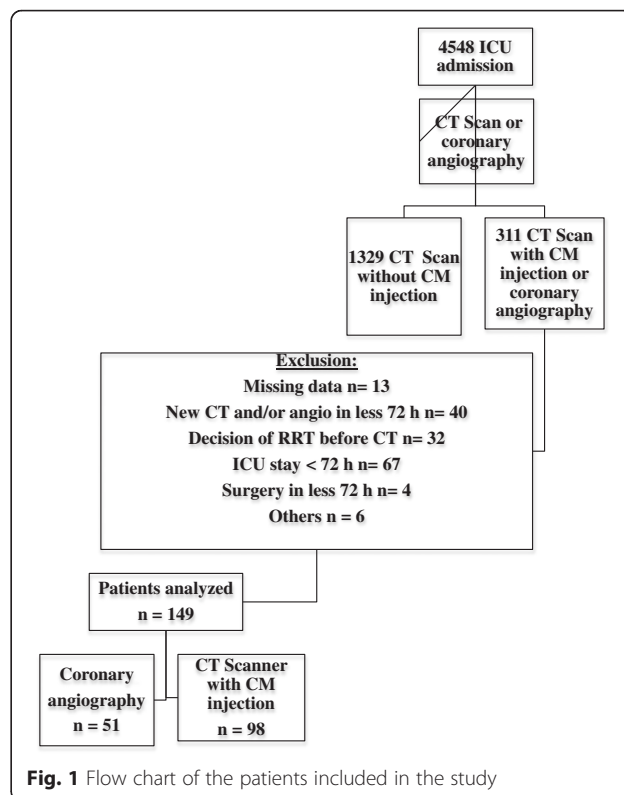 4548 ICU
admission
CT Scan or
coronary
angiography
1329 CT Scan
without CM
injection
311 CT Scan
with CM
injection or
coronary
angiography
Exclusion:
Missing data n= 13
New CT and/or angio in less 72 h n= 40
Decision of RRT before CT n= 32
ICU stay < 72 h n= 67
Surgery in less 72 h n= 4
Others n = 6
Patients analyzed
n = 149
Coronary
angiography
n = 51
CT Scanner
with CM
injection
n = 98
Fig. 1 Flow chart of the patients included in the study